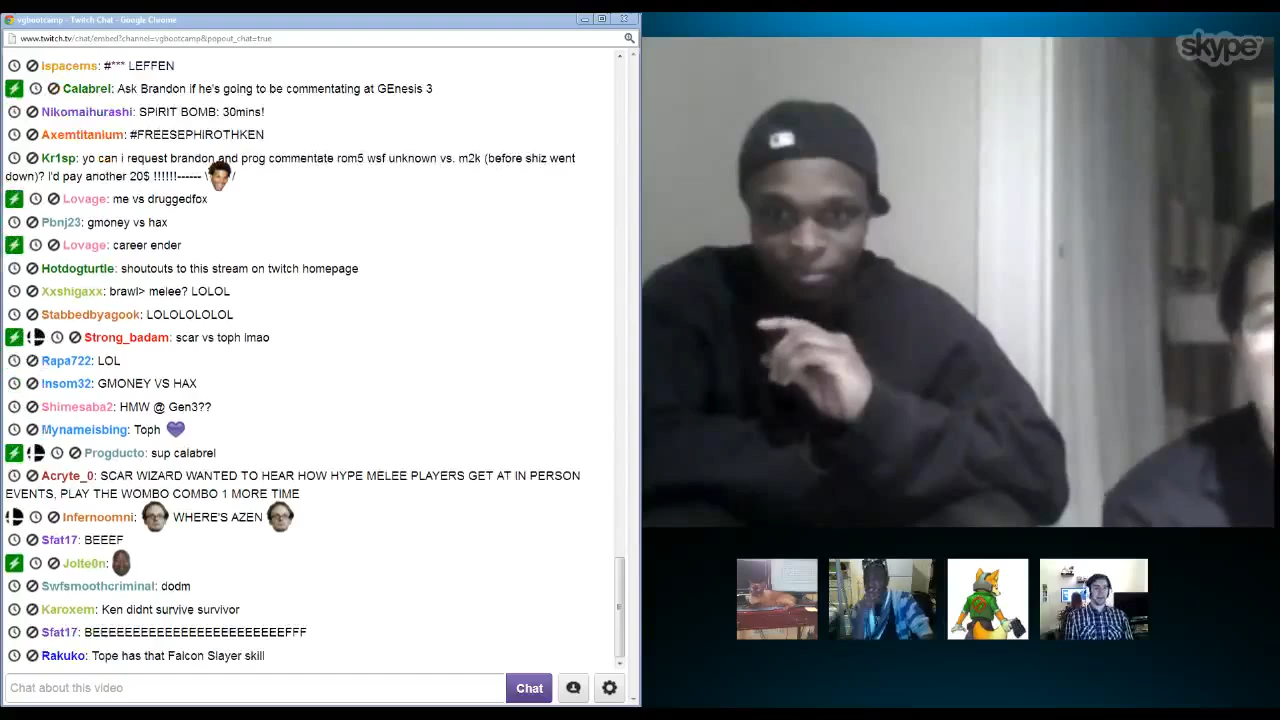 vgbootcamp - Twitch Chat - Google Chrome
www.twitch.tv/chat/embed?channel=vgbootcamp&popout_chat=true
skype
Ispacerns: #*** LEFFEN
Calabrel: Ask Brandon if he's going to be commentating at GEnesis 3
Nikomaihurashi: SPIRIT BOMB: 30mins!
Axemtitanium: #FREESEPHIROTHKEN
Kr1sp: yo can i request brandon and prog commentate rom5 wsf unknown vs. m2k (before shiz went
down)? I'd pay another 20$ !!!!!!------ \ /
Lovage: me vs druggedfox
Pbnj23: gmoney vs hax
Lovage: career ender
Hotdogturtle: shoutouts to this stream on twitch homepage
Xxshigaxx: brawl> melee? LOLOL
Stabbedbyagook: LOLOLOLOLOL
Strong_badam: scar vs toph lmao
Rapa722: LOL
Insom32: GMONEY VS HAX
Shimesaba2: HMW @ Gen3??
Mynameisbing: Toph
Progducto: sup calabrel
Acryte_0: SCAR WIZARD WANTED TO HEAR HOW HYPE MELEE PLAYERS GET AT IN PERSON
EVENTS, PLAY THE WOMBO COMBO 1 MORE TIME
Infernoomni: WHERE'S AZEN
Sfat17: BEEEF
Jolte0n:
Swfsmoothcriminal: dodm
Karoxem: Ken didnt survive survivor
Sfat17: BEEEEEEEEEEEEEEEEEEEEEEEEFFF
Rakuko: Tope has that Falcon Slayer skill
Chat about this video
Chat